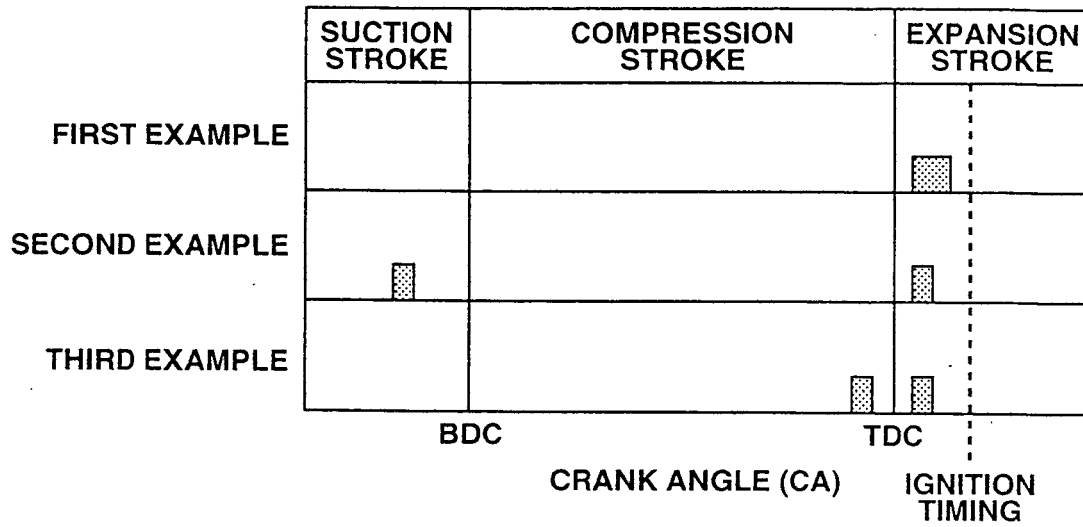 SUCTION
STROKE
COMPRESSION
STROKE
EXPANSION
STROKE
FIRST EXAMPLE
SECOND EXAMPLE
THIRD EXAMPLE
BDC
TDC
CRANK ANGLE (CA)
IGNITION
TIMING